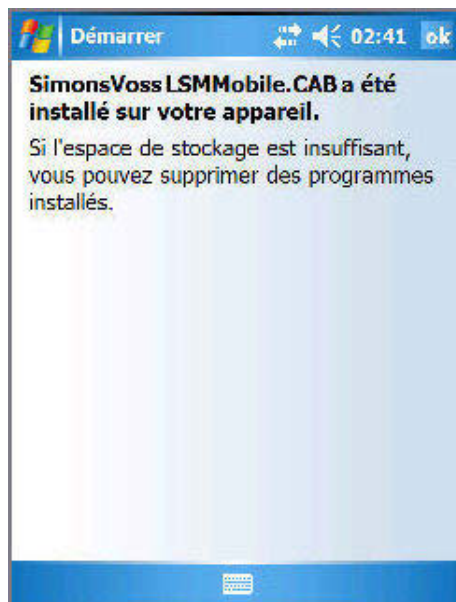 Démarrer 02:41 ok
SimonsVoss LSMMobile.CAB a été
installé sur votre appareil.
Si l'espace de stockage est insuffisant,
vous pouvez supprimer des programmes
installés.